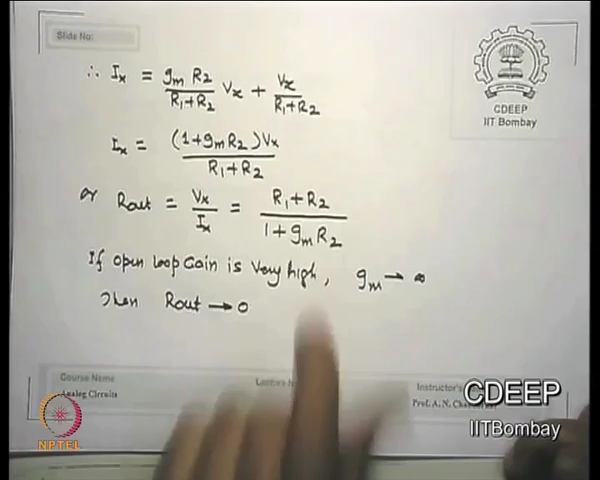 Slide No:
∴ Ix = gm R2 / R1+R2 Vx + Vx / R1+R2
Ix = (1+gmR2)Vx / R1+R2
or Rout = Vx / Ix = R1+R2 / 1+gmR2
If open loop Gain is Very high, gm → ∞
Then Rout → 0
CDEEP
IIT Bombay
Course Name
Analog Circuits
Instructor's
Prof. A. N.
NPTEL
CDEEP
IIT Bombay